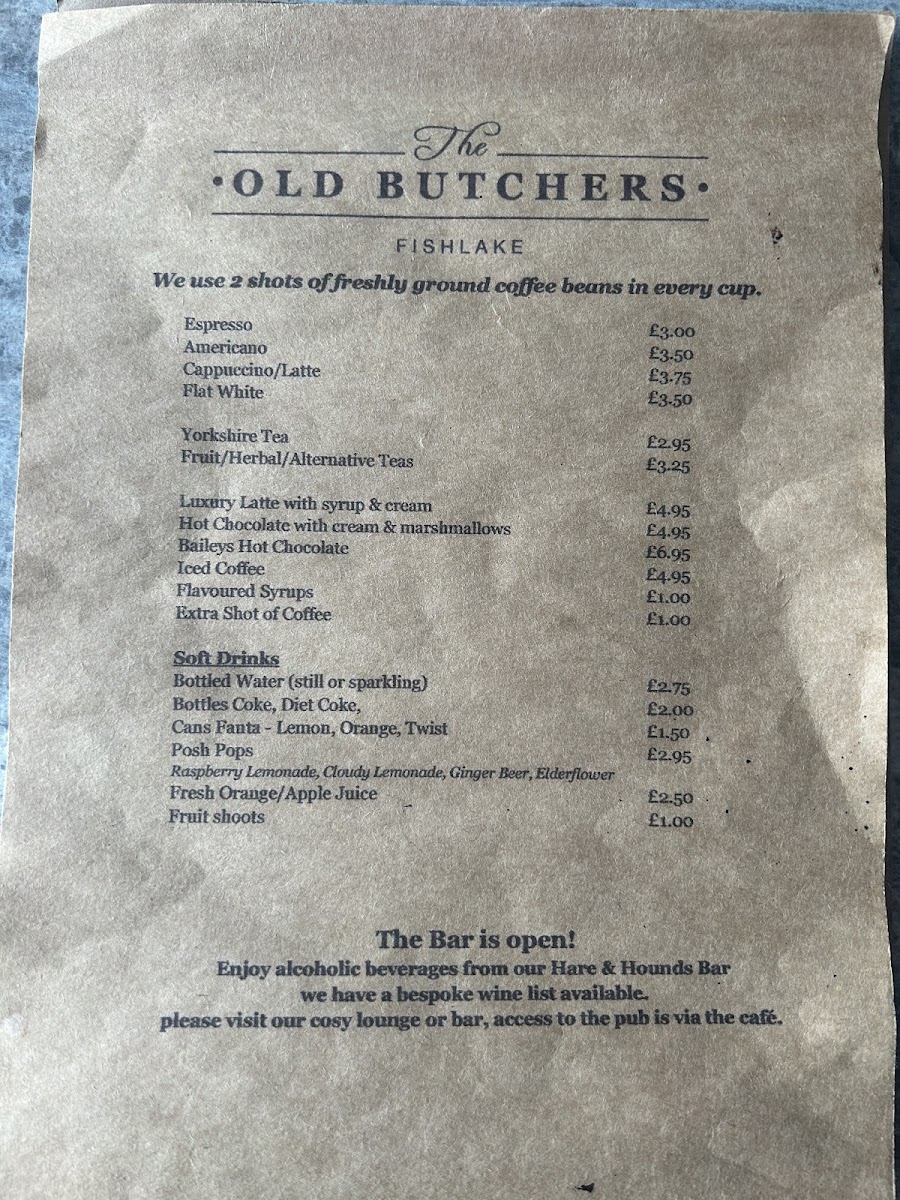 The
·OLD BUTCHERS·
FISHLAKE
We use 2 shots of freshly ground coffee beans in every cup.
Espresso £3.00
Americano £3.50
Cappuccino/Latte £3.75
Flat White £3.50
Yorkshire Tea £2.95
Fruit/Herbal/Alternative Teas £3.25
Luxury Latte with syrup & cream £4.95
Hot Chocolate with cream & marshmallows £4.95
Baileys Hot Chocolate £6.95
Iced Coffee £4.95
Flavoured Syrups £1.00
Extra Shot of Coffee £1.00
Soft Drinks
Bottled Water (still or sparkling) £2.75
Bottles Coke, Diet Coke, £2.00
Cans Fanta - Lemon, Orange, Twist £1.50
Posh Pops £2.95
Raspberry Lemonade, Cloudy Lemonade, Ginger Beer, Elderflower
Fresh Orange/Apple Juice £2.50
Fruit shoots £1.00
The Bar is open!
Enjoy alcoholic beverages from our Hare & Hounds Bar
we have a bespoke wine list available.
please visit our cosy lounge or bar, access to the pub is via the café.